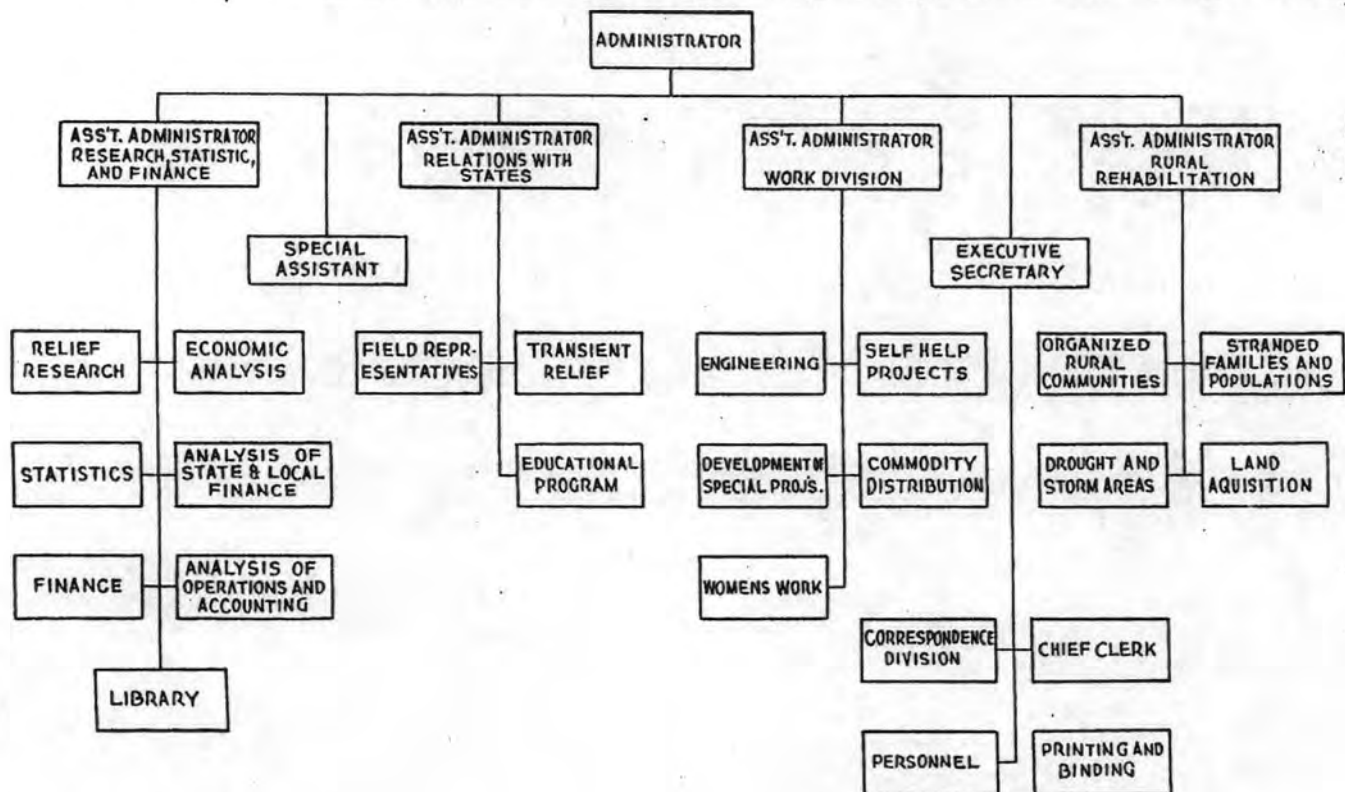 ADMINISTRATOR
ASS'T. ADMINISTRATOR
RESEARCH, STATISTIC,
AND FINANCE
ASS'T. ADMINISTRATOR
RELATIONS WITH
STATES
ASS'T. ADMINISTRATOR
WORK DIVISION
ASS'T. ADMINISTRATOR
RURAL
REHABILITATION
SPECIAL
ASSISTANT
EXECUTIVE
SECRETARY
RELIEF
RESEARCH
ECONOMIC
ANALYSIS
FIELD REPR-
ESENTATIVES
TRANSIENT
RELIEF
ENGINEERING
SELF HELP
PROJECTS
ORGANIZED
RURAL
COMMUNITIES
STRANDED
FAMILIES AND
POPULATIONS
STATISTICS
ANALYSIS OF
STATE & LOCAL
FINANCE
EDUCATIONAL
PROGRAM
DEVELOPMENT OF
SPECIAL PROJ'S.
COMMODITY
DISTRIBUTION
DROUGHT AND
STORM AREAS
LAND
AQUISITION
FINANCE
ANALYSIS OF
OPERATIONS AND
ACCOUNTING
WOMENS WORK
LIBRARY
CORRESPONDENCE
DIVISION
CHIEF CLERK
PERSONNEL
PRINTING AND
BINDING